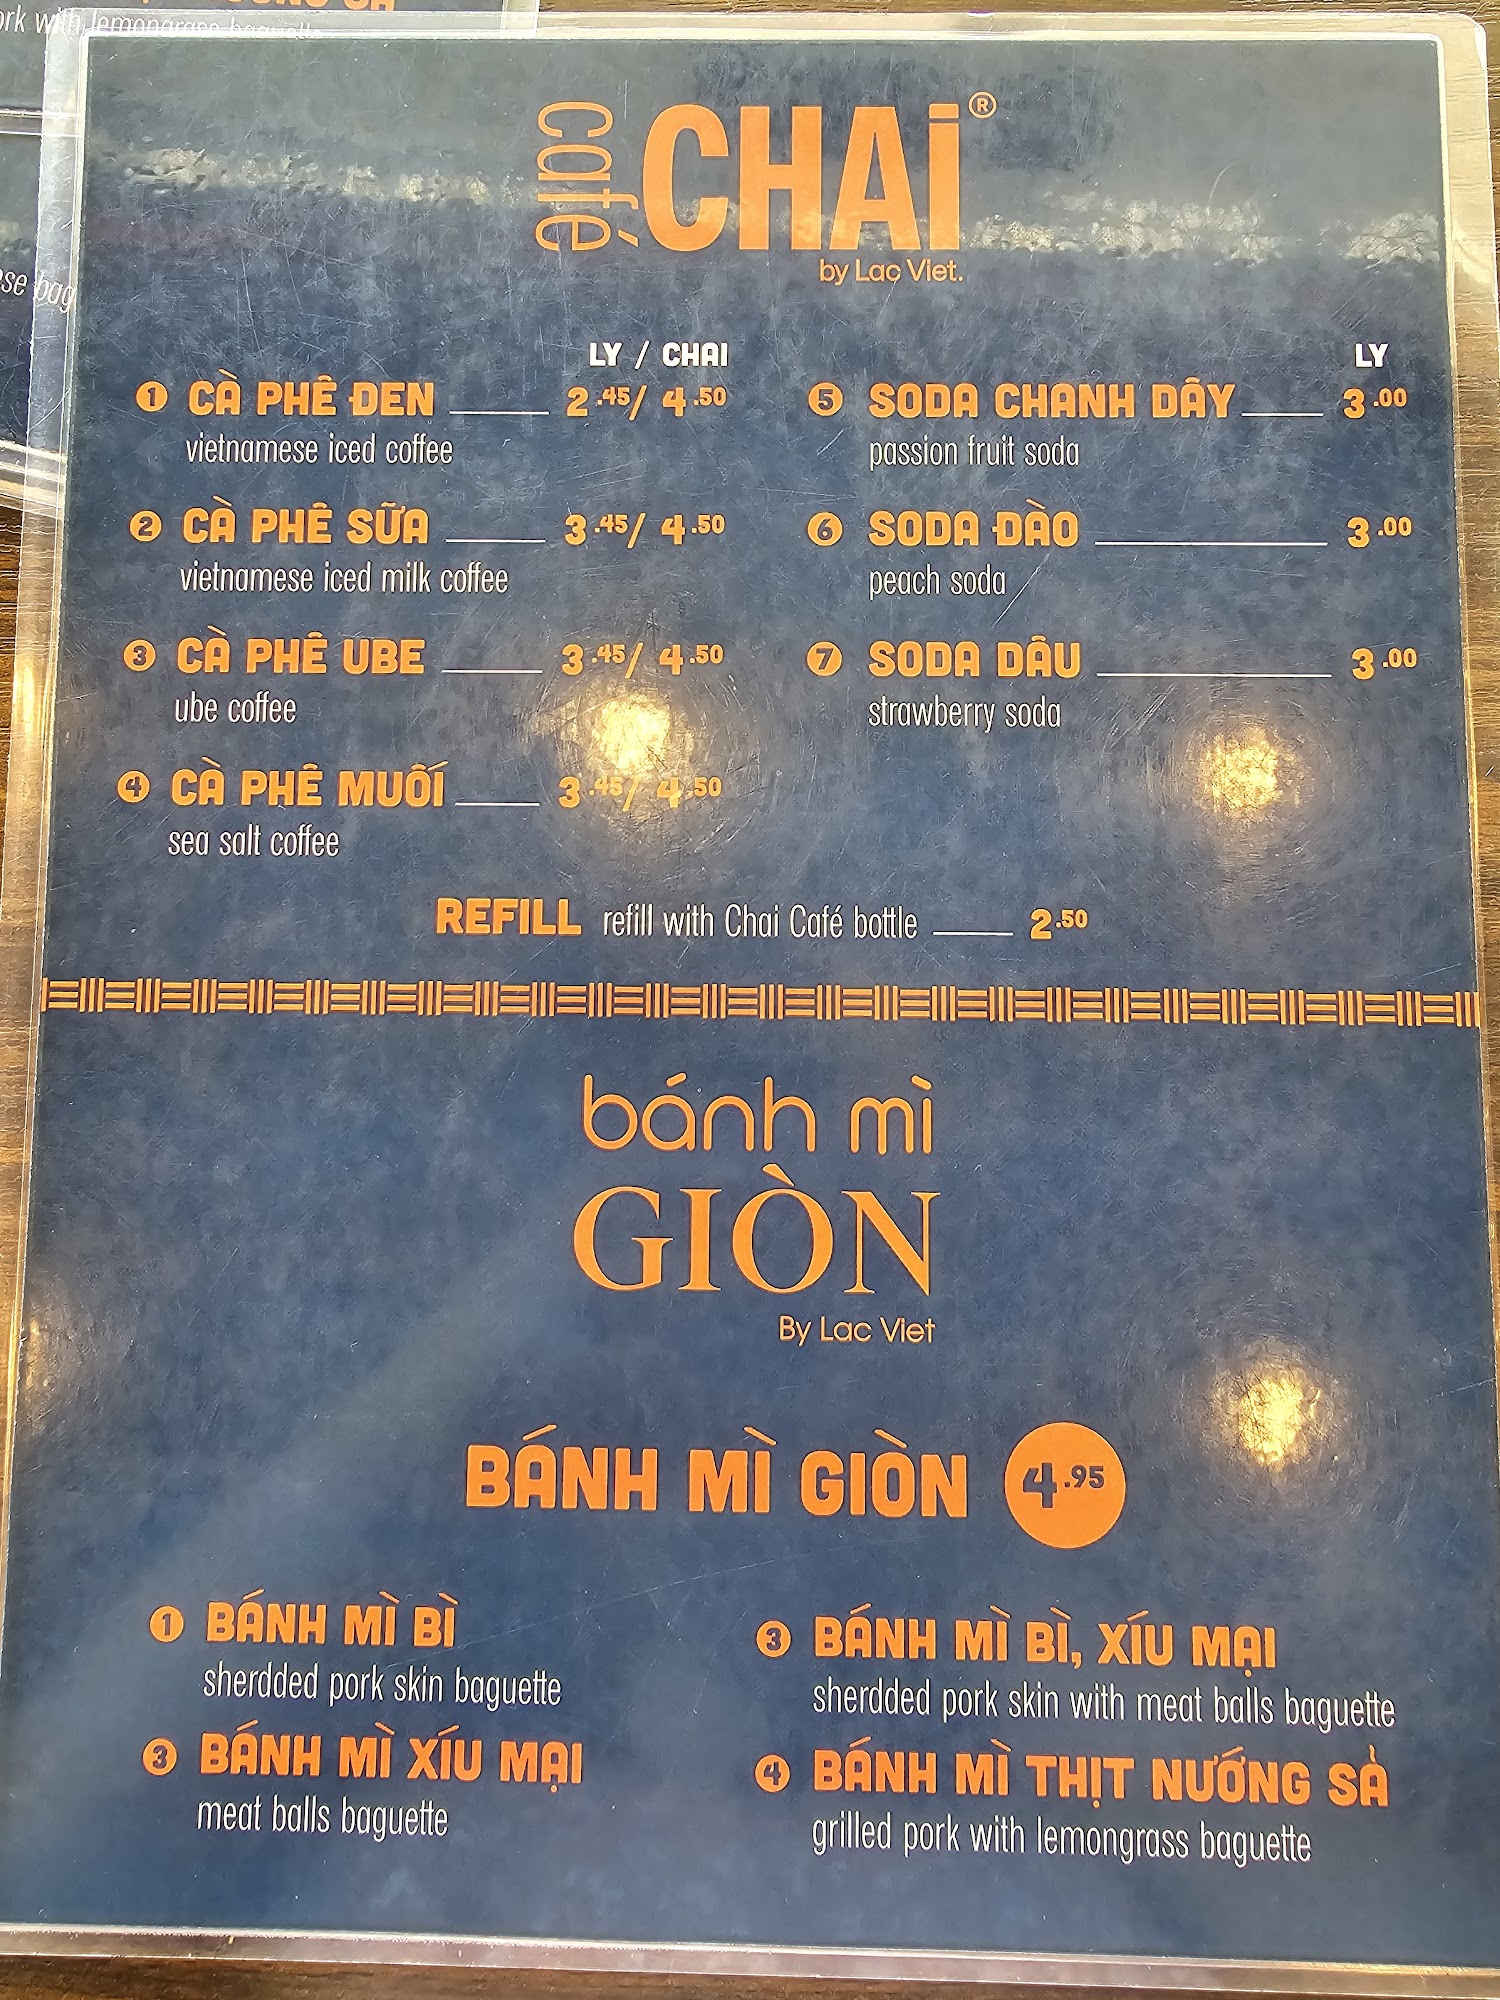 ork with lemongrass baguette
se bag
café CHAi®
by Lac Viet.
LY / CHAI
1 CÀ PHÊ ĐEN 2.45/ 4.50
vietnamese iced coffee
2 CÀ PHÊ SỮA 3.45/ 4.50
vietnamese iced milk coffee
3 CÀ PHÊ UBE 3.45/ 4.50
ube coffee
4 CÀ PHÊ MUỐI 3.45/ 4.50
sea salt coffee
LY
5 SODA CHANH DÂY 3.00
passion fruit soda
6 SODA ĐÀO 3.00
peach soda
7 SODA DÂU 3.00
strawberry soda
REFILL refill with Chai Café bottle 2.50
bánh mì
GIÒN
By Lac Viet
BÁNH MÌ GIÒN 4.95
1 BÁNH MÌ BÌ
sherdded pork skin baguette
3 BÁNH MÌ XÍU MẠI
meat balls baguette
3 BÁNH MÌ BÌ, XÍU MẠI
sherdded pork skin with meat balls baguette
4 BÁNH MÌ THỊT NƯỚNG SẢ
grilled pork with lemongrass baguette